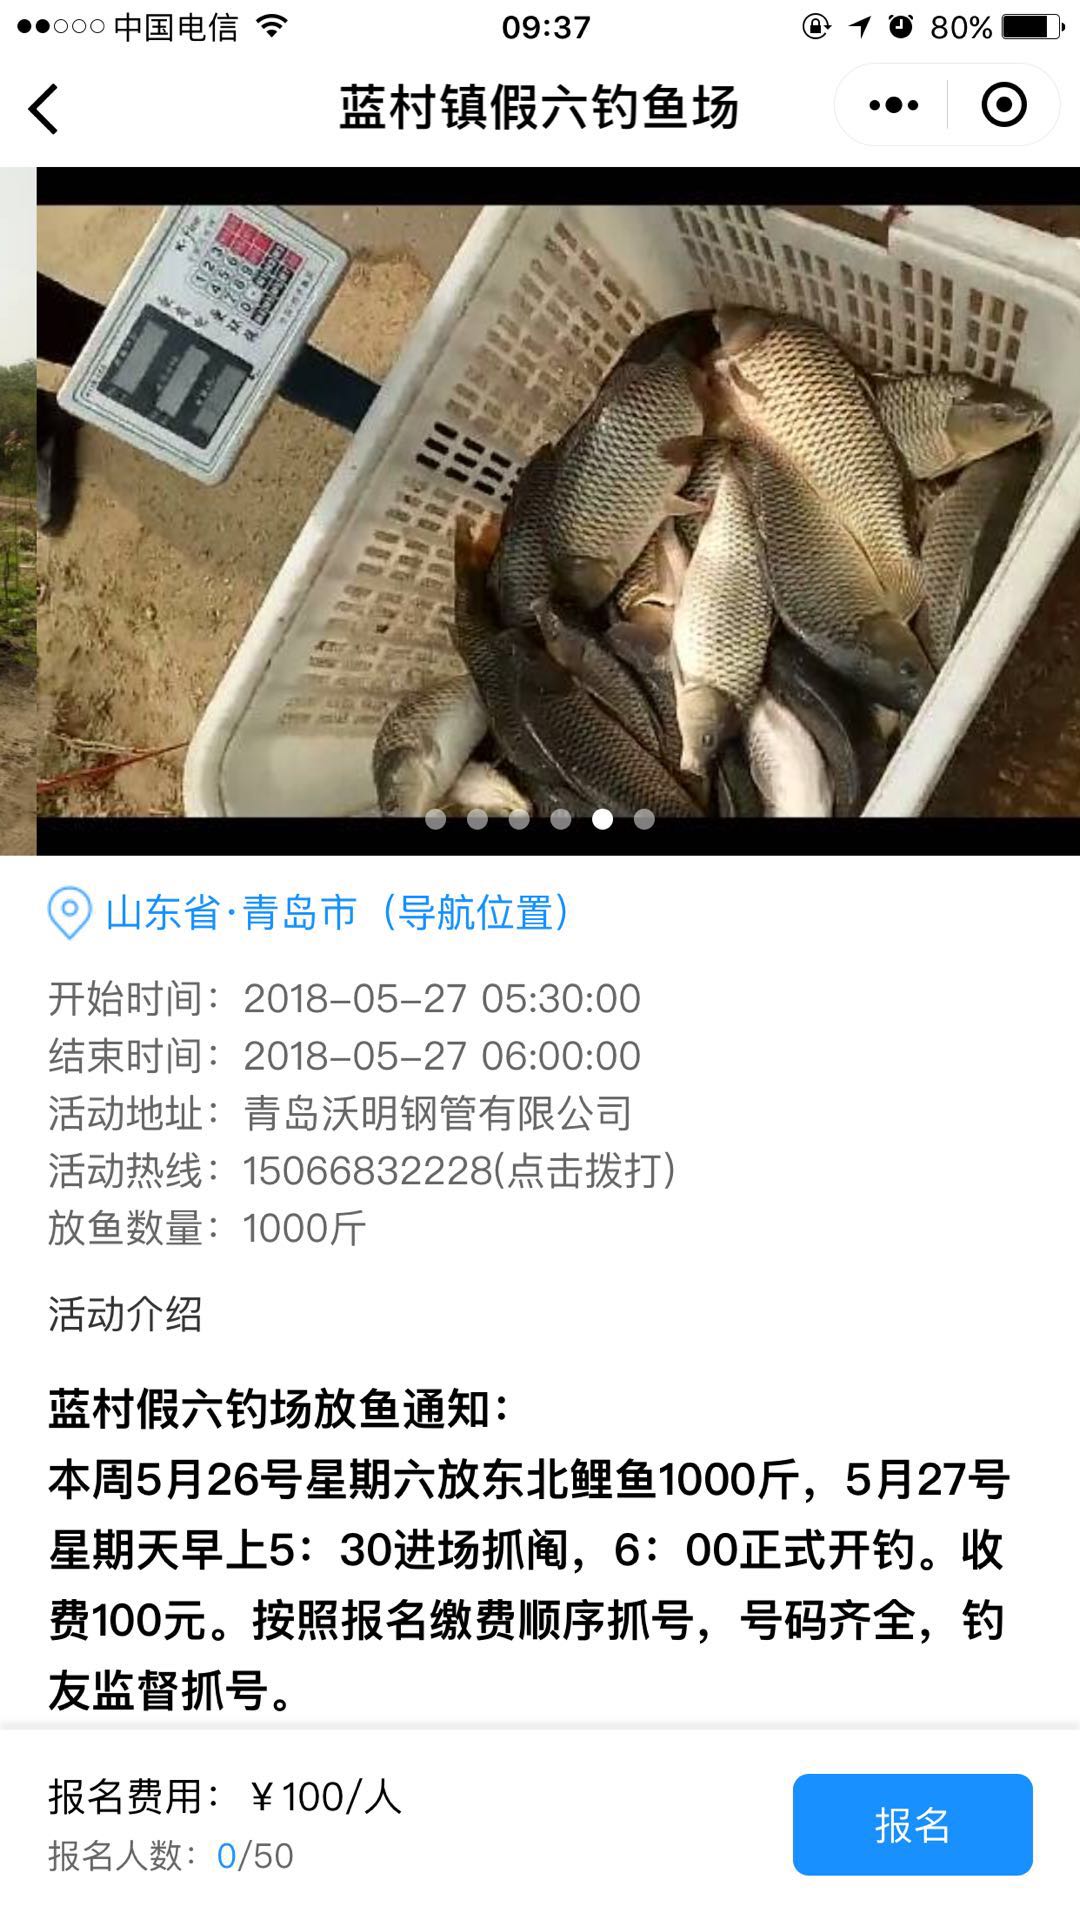 中国电信
09:37
80%
蓝村镇假六钓鱼场
山东省·青岛市（导航位置）
开始时间：2018-05-27 05:30:00
结束时间：2018-05-27 06:00:00
活动地址：青岛沃明钢管有限公司
活动热线：15066832228(点击拨打)
放鱼数量：1000斤
活动介绍
蓝村假六钓场放鱼通知：
本周5月26号星期六放东北鲤鱼1000斤，5月27号
星期天早上5：30进场抓阄，6：00正式开钓。收
费100元。按照报名缴费顺序抓号，号码齐全，钓
友监督抓号。
报名费用：￥100/人
报名人数：0/50
报名